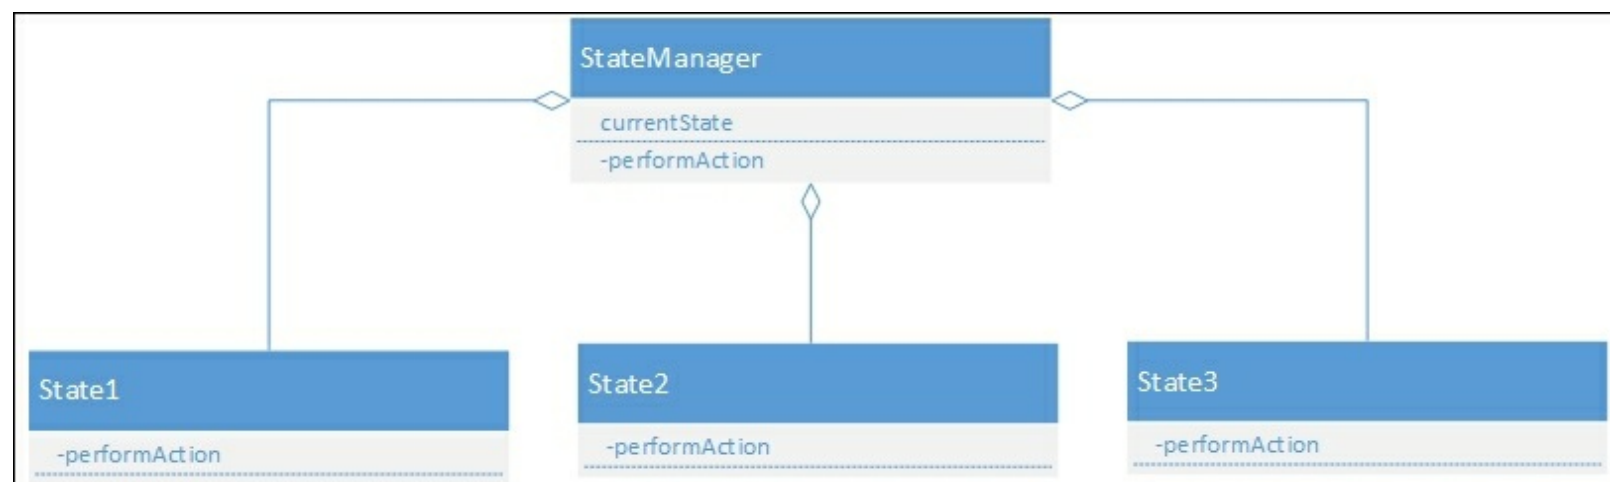 StateManager
currentState
-performAction
State1
-performAction
State2
-performAction
State3
-performAction